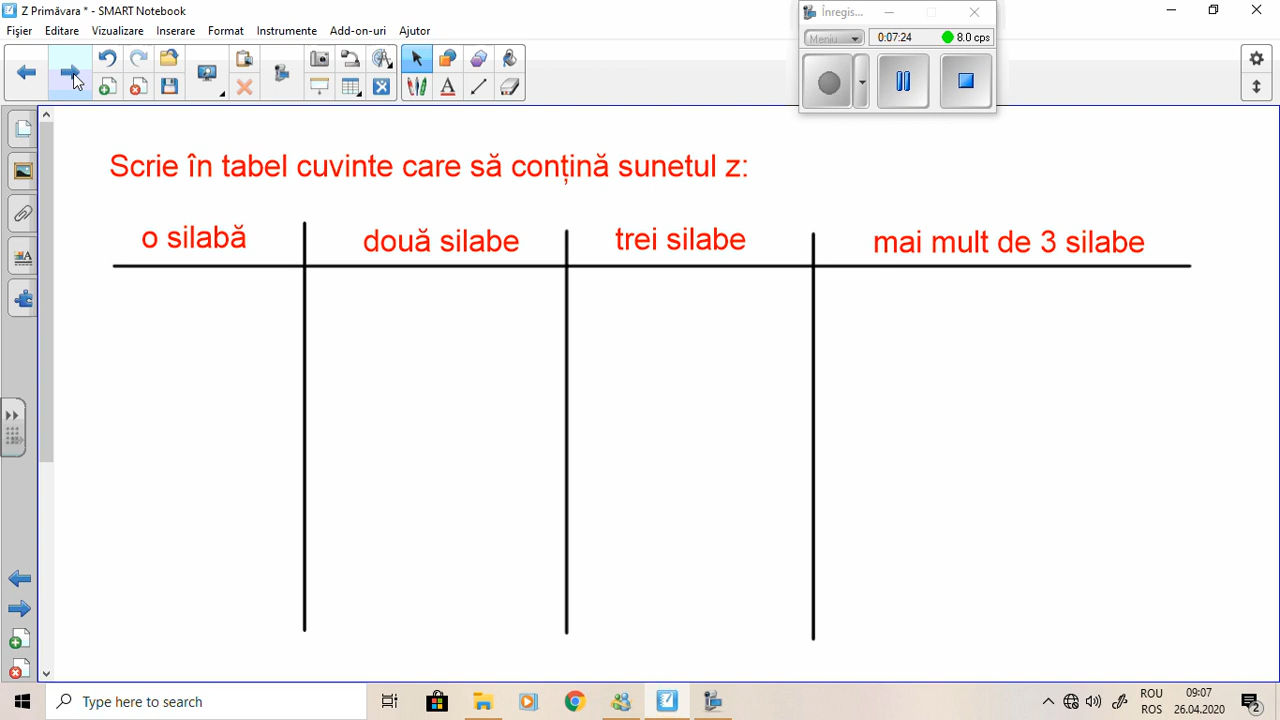 Z Primăvara * - SMART Notebook
Fișier Editare Vizualizare Inserare Format Instrumente Add-on-uri Ajutor
Înregis...
Meniu 0:07:24 8.0 cps
Scrie în tabel cuvinte care să conțină sunetul z:
o silabă două silabe trei silabe mai mult de 3 silabe
Type here to search
ROU 09:07
ROS 26.04.2020
2